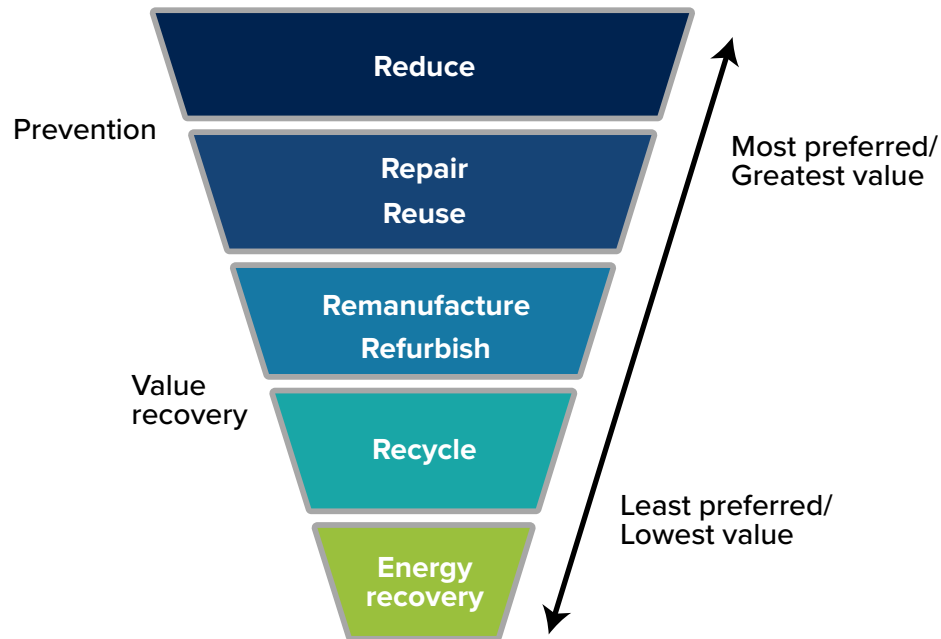 Reduce
Prevention
Repair
Reuse
Most preferred/
Greatest value
Remanufacture
Refurbish
Value
recovery
Recycle
Least preferred/
Lowest value
Energy
recovery